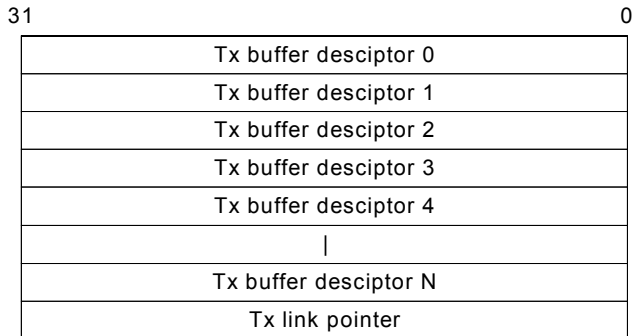 31 0
Tx buffer desciptor 0
Tx buffer desciptor 1
Tx buffer desciptor 2
Tx buffer desciptor 3
Tx buffer desciptor 4
|
Tx buffer desciptor N
Tx link pointer